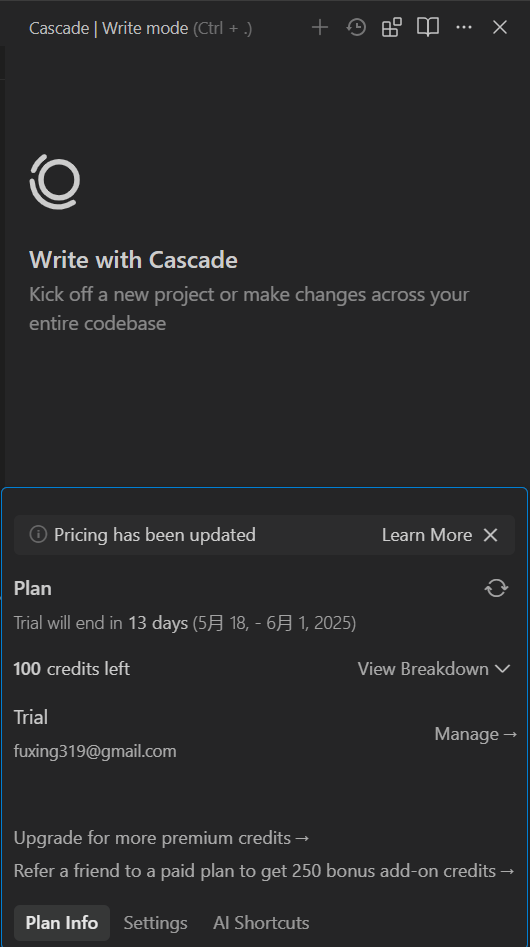 Cascade | Write mode (Ctrl + .)
Write with Cascade
Kick off a new project or make changes across your
entire codebase
Pricing has been updated Learn More
Plan
Trial will end in 13 days (5月 18, - 6月 1, 2025)
100 credits left View Breakdown
Trial
Manage →
fuxing319@gmail.com
Upgrade for more premium credits →
Refer a friend to a paid plan to get 250 bonus add-on credits →
Plan Info Settings AI Shortcuts